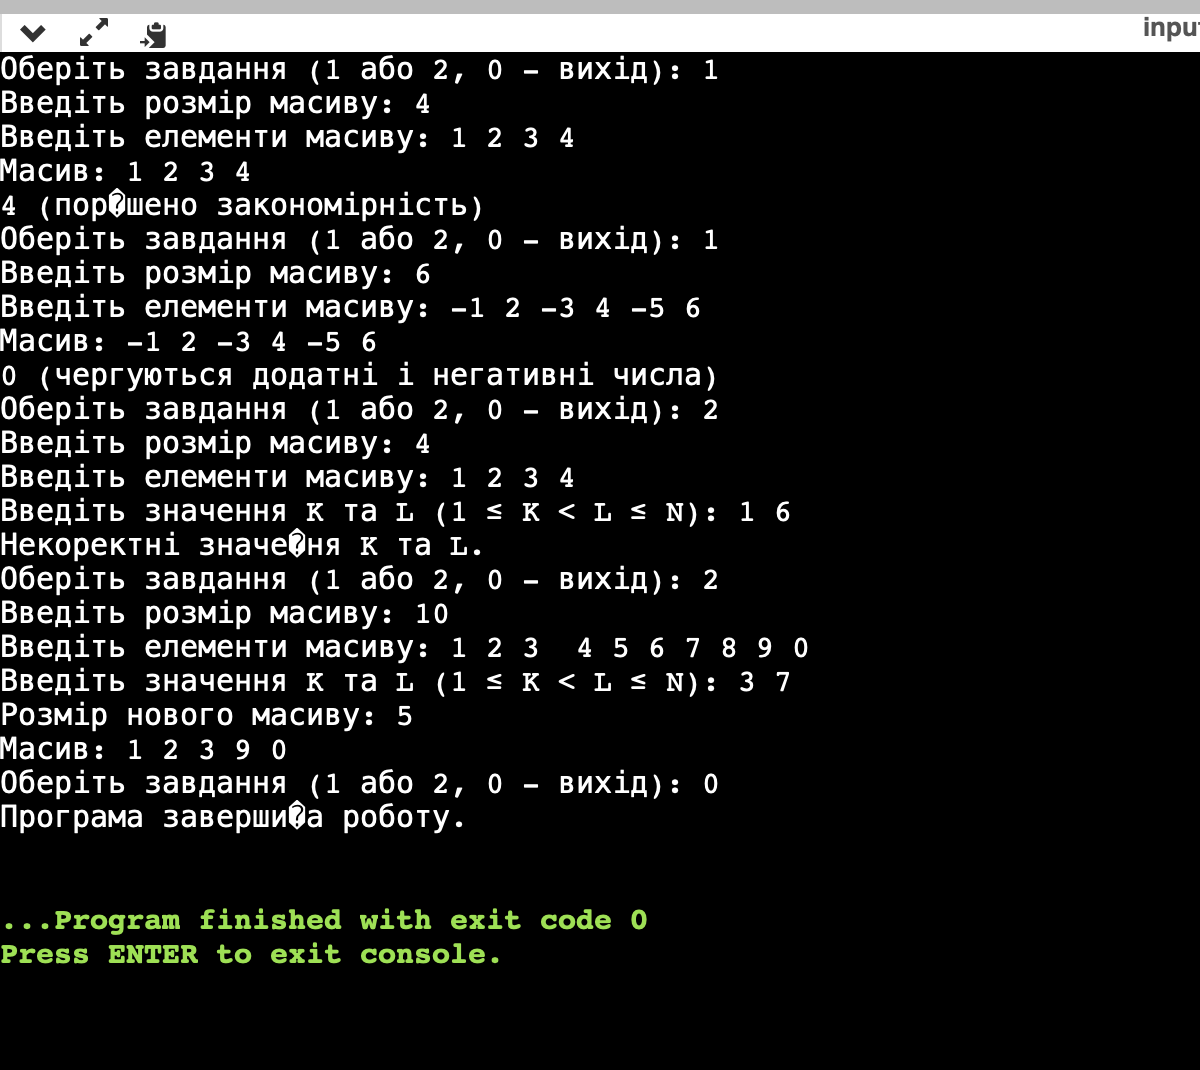 inpu
Оберіть завдання (1 або 2, 0 – вихід): 1
Введіть розмір масиву: 4
Введіть елементи масиву: 1 2 3 4
Масив: 1 2 3 4
4 (пор�шено закономірність)
Оберіть завдання (1 або 2, 0 – вихід): 1
Введіть розмір масиву: 6
Введіть елементи масиву: –1 2 –3 4 –5 6
Масив: –1 2 –3 4 –5 6
0 (чергуються додатні і негативні числа)
Оберіть завдання (1 або 2, 0 – вихід): 2
Введіть розмір масиву: 4
Введіть елементи масиву: 1 2 3 4
Введіть значення K та L (1 ≤ K < L ≤ N): 1 6
Некоректні значе�ня K та L.
Оберіть завдання (1 або 2, 0 – вихід): 2
Введіть розмір масиву: 10
Введіть елементи масиву: 1 2 3  4 5 6 7 8 9 0
Введіть значення K та L (1 ≤ K < L ≤ N): 3 7
Розмір нового масиву: 5
Масив: 1 2 3 9 0
Оберіть завдання (1 або 2, 0 – вихід): 0
Програма заверши�а роботу.
...Program finished with exit code 0
Press ENTER to exit console.